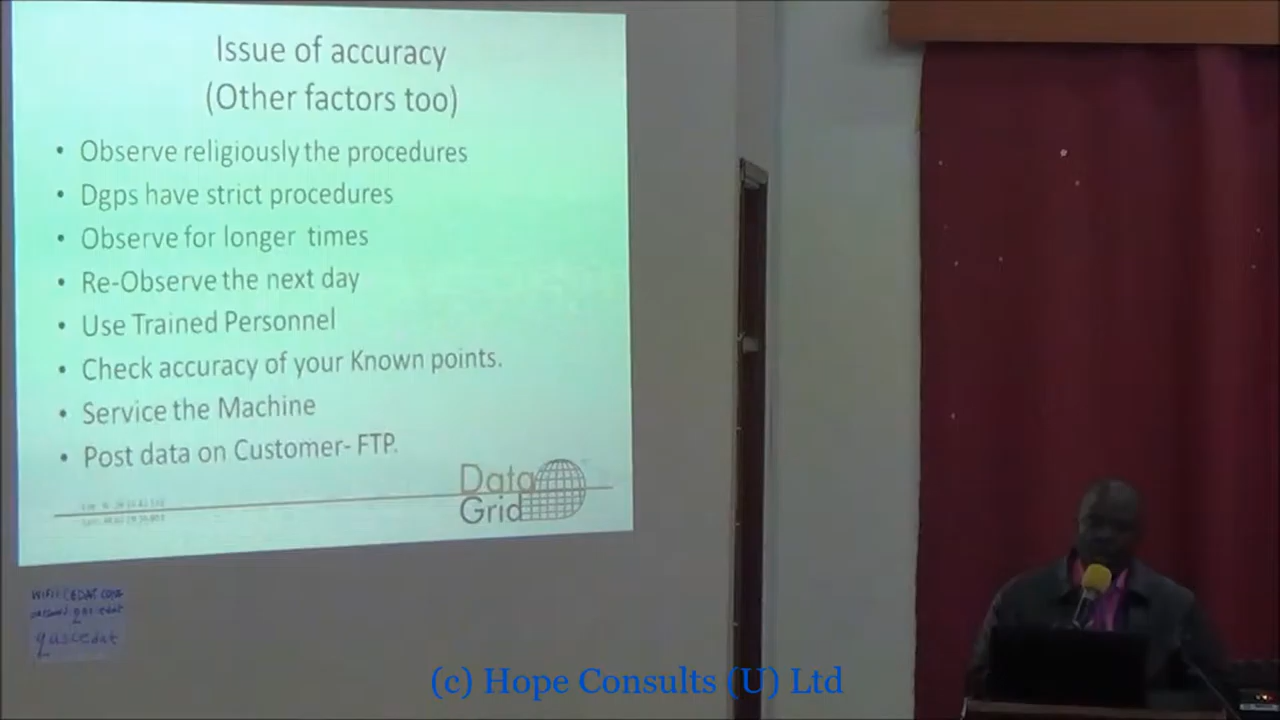 Issue of accuracy
(Other factors too)
• Observe religiously the procedures
• Dgps have strict procedures
• Observe for longer times
• Re-Observe the next day
• Use Trained Personnel
• Check accuracy of your Known points.
• Service the Machine
• Post data on Customer- FTP.
Data
Grid
(c) Hope Consults (U) Ltd